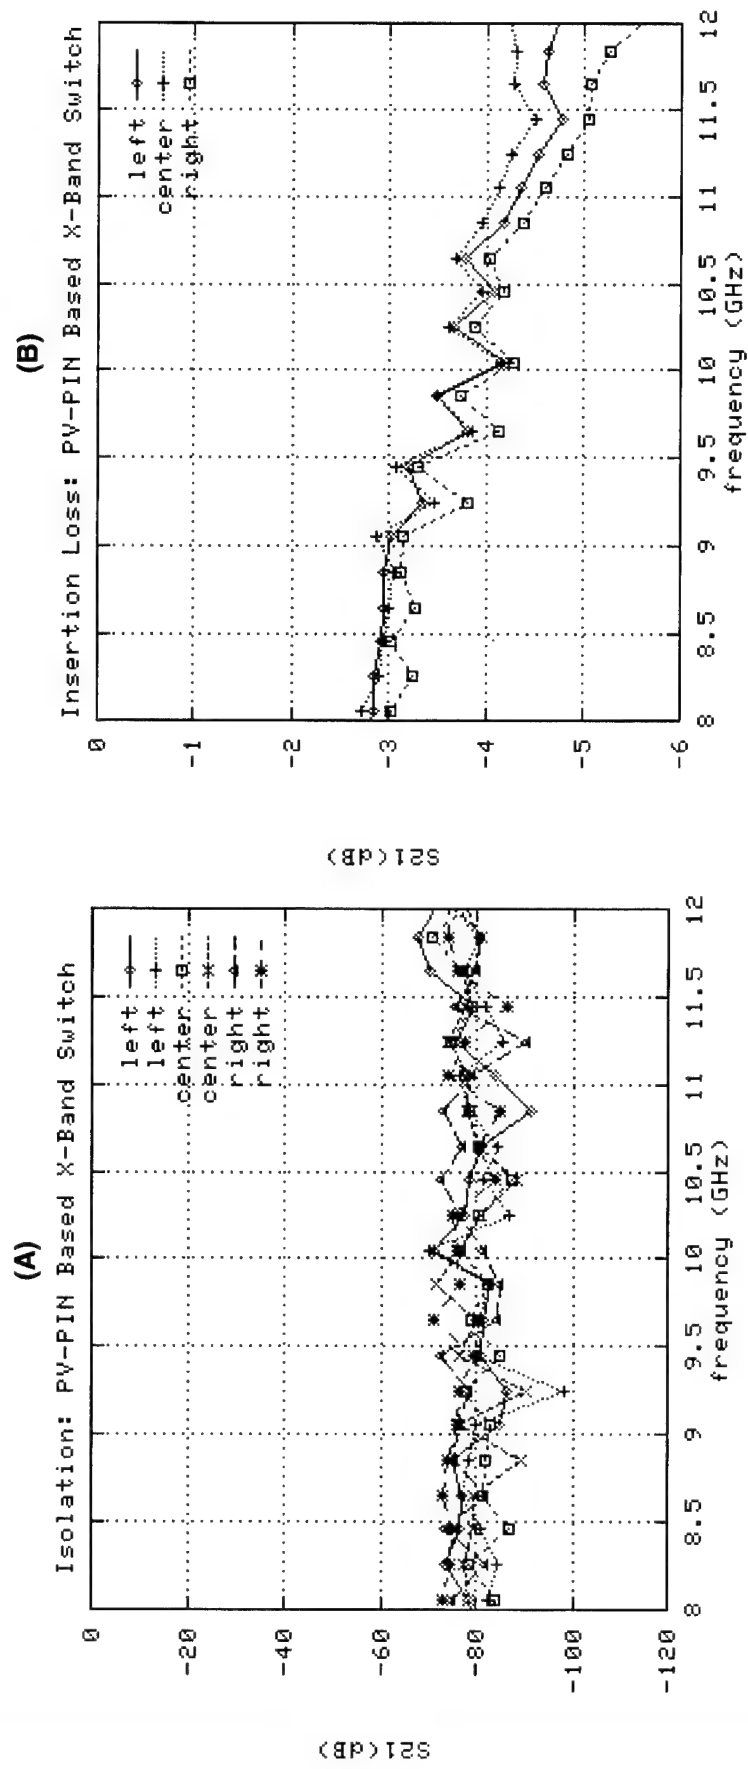 (A)
Isolation: PV-PIN Based X-Band Switch
left
left
center
center
right
right
0
-20
-40
-60
-80
-100
-120
S21(dB)
8
8.5
9
9.5
10
10.5
11
11.5
12
frequency (GHz)
(B)
Insertion Loss: PV-PIN Based X-Band Switch
left
center
right
0
-1
-2
-3
-4
-5
-6
S21(dB)
8
8.5
9
9.5
10
10.5
11
11.5
12
frequency (GHz)